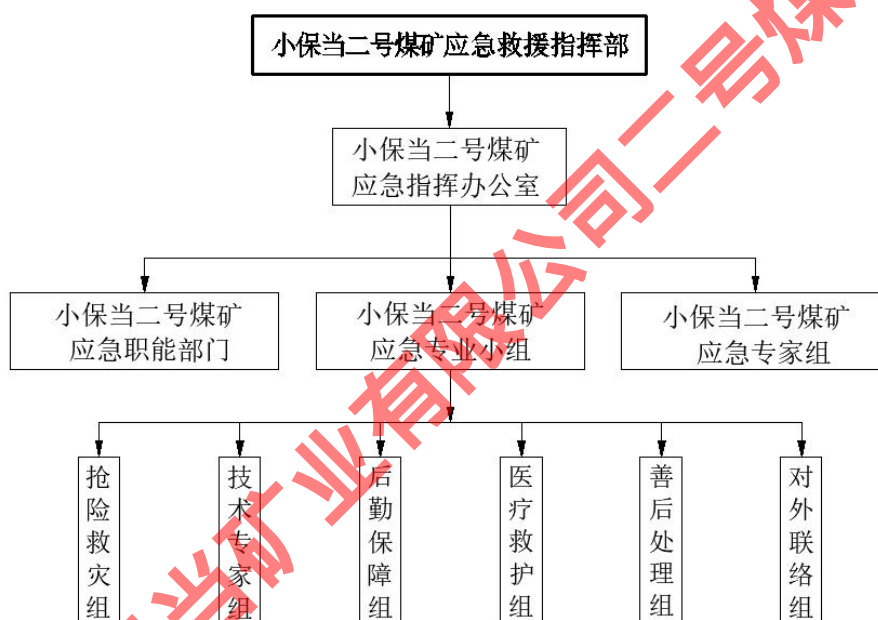 小保当二号煤矿应急救援指挥部
小保当二号煤矿
应急指挥办公室
小保当二号煤矿
应急职能部门
小保当二号煤矿
应急专业小组
小保当二号煤矿
应急专家组
抢险救灾组
技术专家组
后勤保障组
医疗救护组
善后处理组
对外联络组
当矿业有限公司二号煤